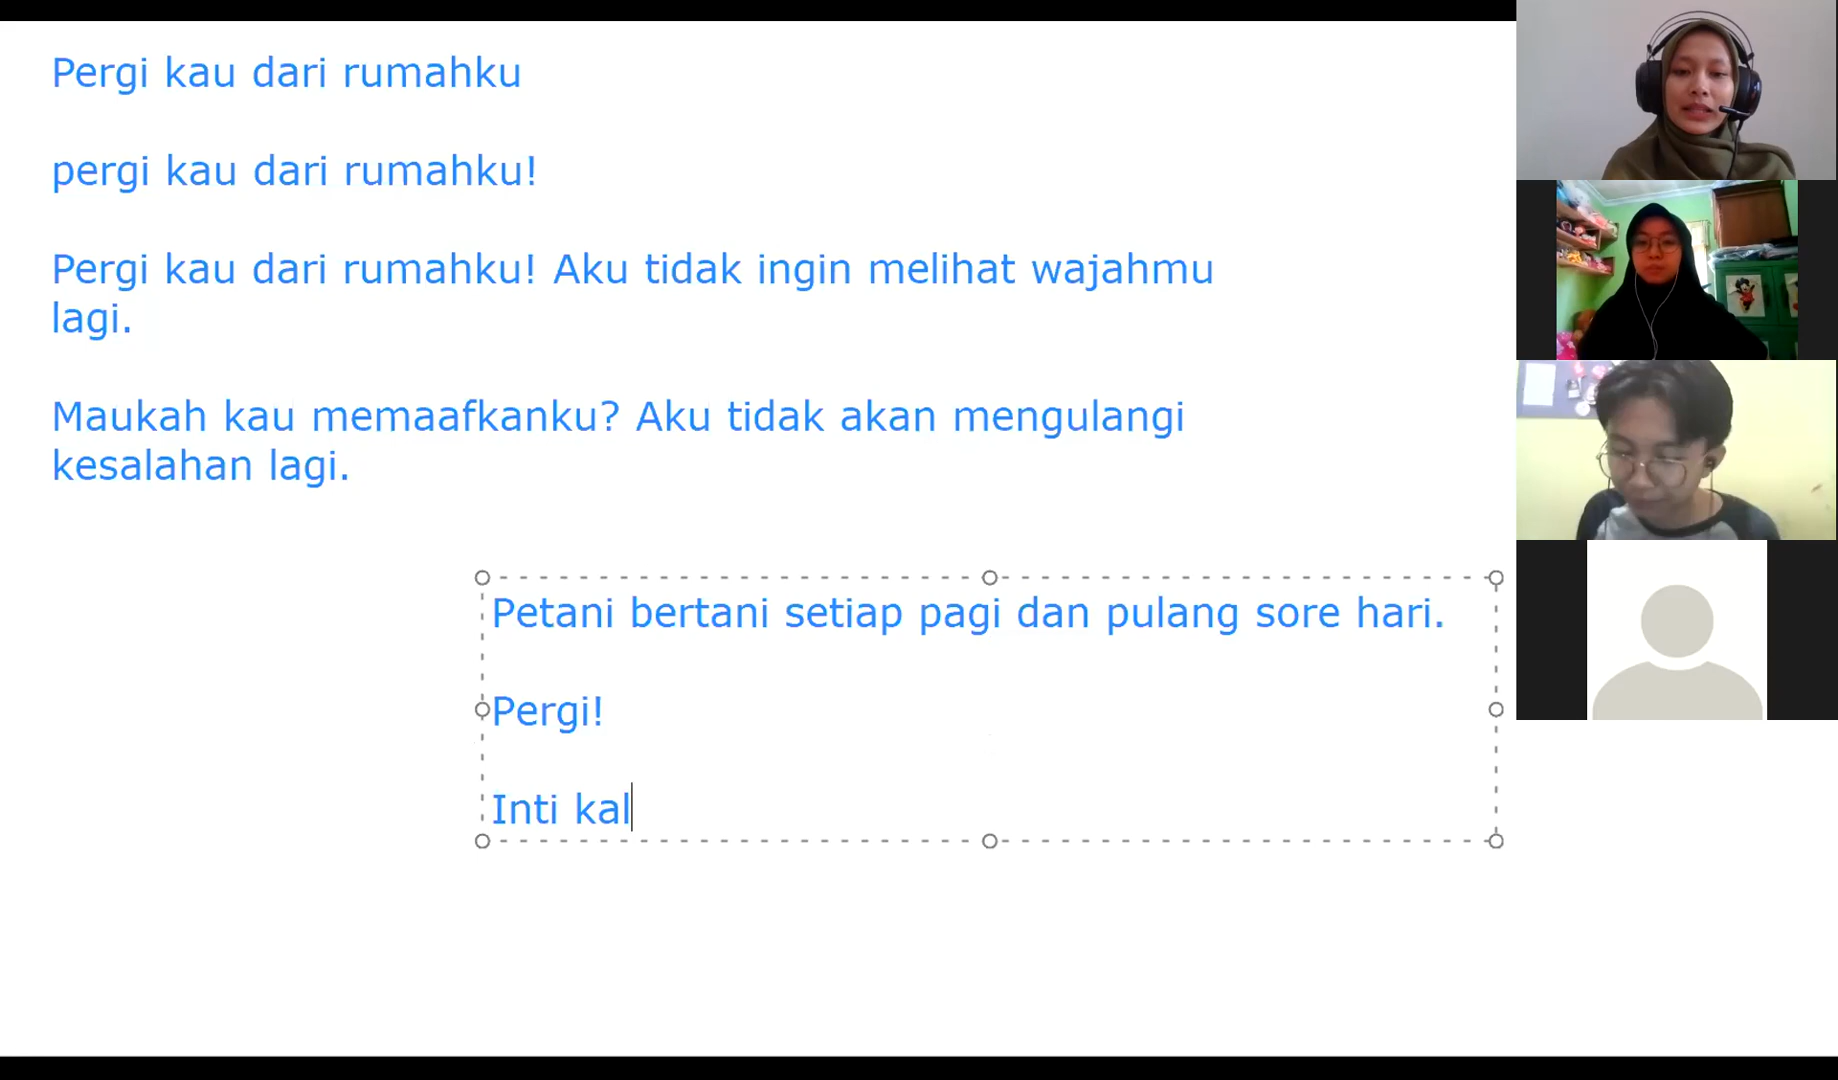 Pergi kau dari rumahku
pergi kau dari rumahku!
Pergi kau dari rumahku! Aku tidak ingin melihat wajahmu
lagi.
Maukah kau memaafkanku? Aku tidak akan mengulangi
kesalahan lagi.
Petani bertani setiap pagi dan pulang sore hari.
Pergi!
Inti kal